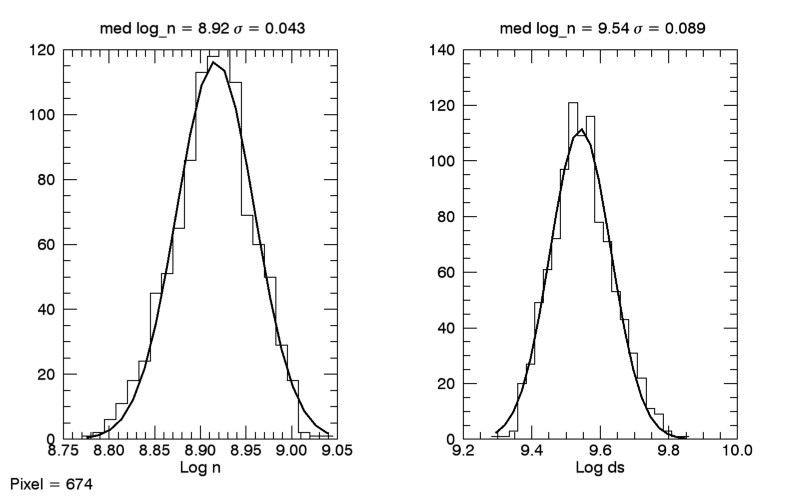 med log_n = 8.92 σ = 0.043
120
100
80
60
40
20
0
8.75 8.80 8.85 8.90 8.95 9.00 9.05
Log n
med log_n = 9.54 σ = 0.089
140
120
100
80
60
40
20
0
9.2 9.4 9.6 9.8 10.0
Log ds
Pixel = 674